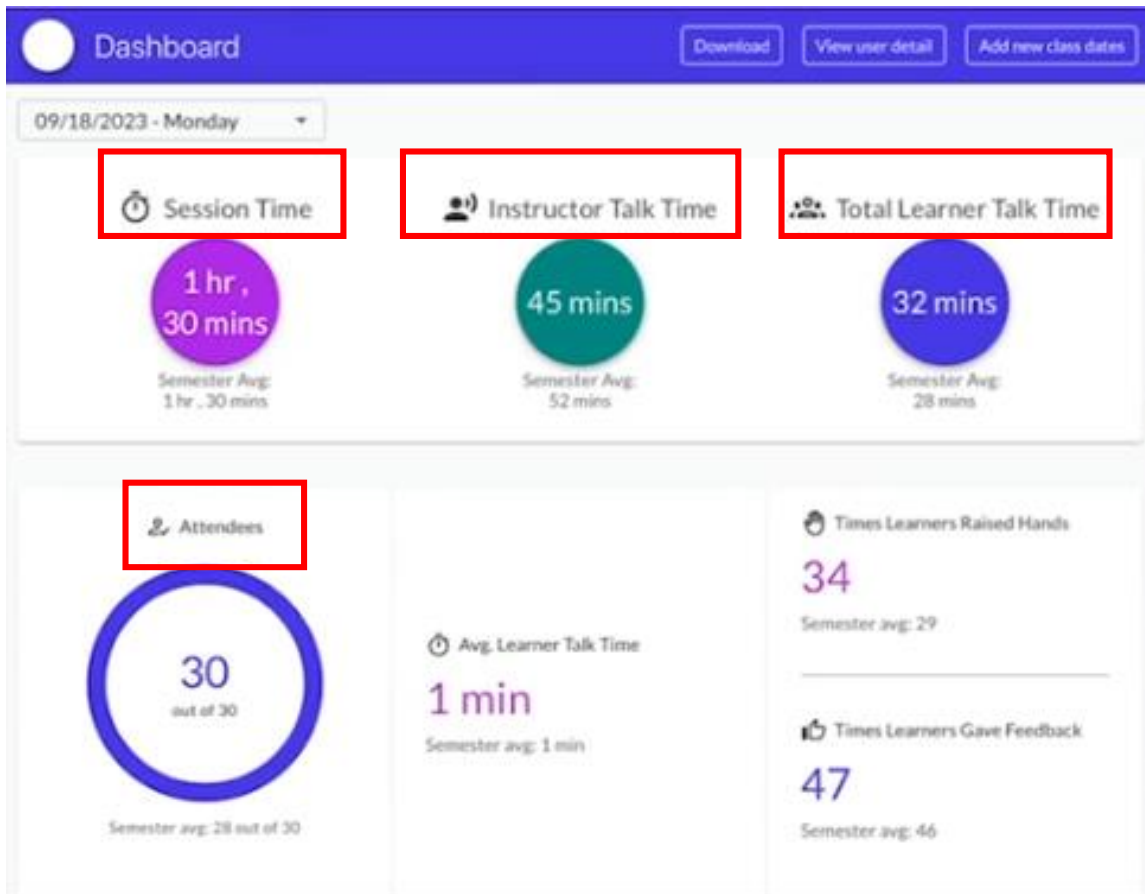 Dashboard
Download
View user detail
Add new class dates
09/18/2023 - Monday
Session Time
Instructor Talk Time
Total Learner Talk Time
1 hr ,
30 mins
45 mins
32 mins
Semester Avg:
1 hr , 30 mins
Semester Avg:
52 mins
Semester Avg:
28 mins
Attendees
30
out of 30
Semester avg: 28 out of 30
Avg. Learner Talk Time
1 min
Semester avg: 1 min
Times Learners Raised Hands
34
Semester avg: 29
Times Learners Gave Feedback
47
Semester avg: 46